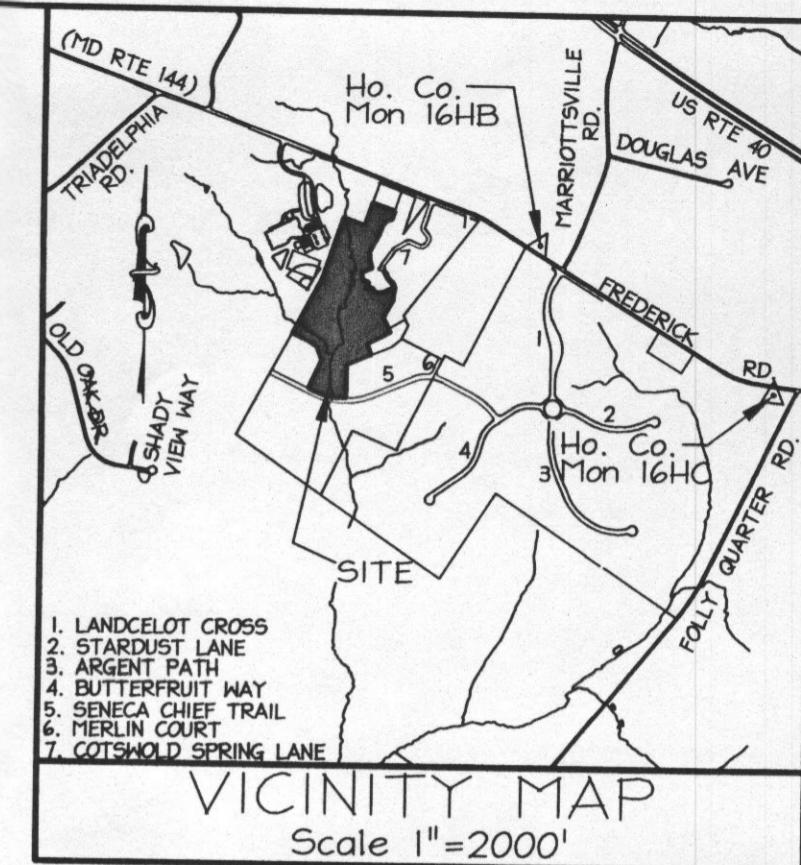 (MD RTE 144)
TRIADELPHIA
RD.
Ho. Co.
Mon 16HB
MARRIOTTSVILLE
RD.
US RTE 40
DOUGLAS AVE
FREDERICK
RD.
OLD OAK DR
SHADY
VIEW WAY
7
1
5
6
2
4
3
Ho. Co.
Mon 16HC
FOLLY QUARTER RD.
SITE
1. LANDCELOT CROSS
2. STARDUST LANE
3. ARGENT PATH
4. BUTTERFRUIT WAY
5. SENECA CHIEF TRAIL
6. MERLIN COURT
7. COTSWOLD SPRING LANE
VICINITY MAP
Scale 1"=2000'